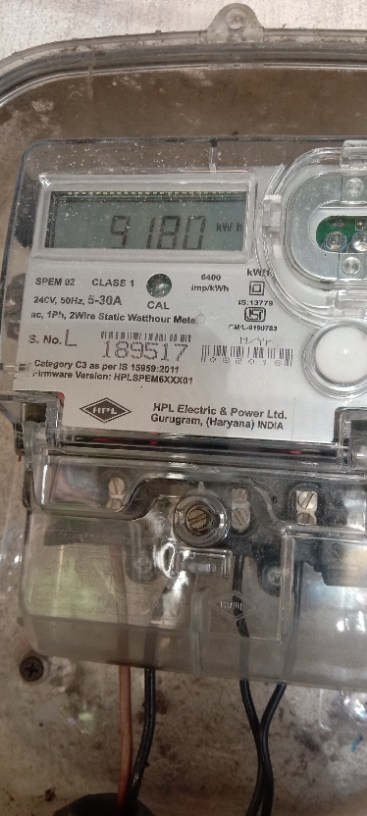 9180 kWh
SPEM 02 CLASS 1 6400 imp/kWh
240V, 50Hz, 5-30A CAL
IS:13779
ac, 1Ph, 2Wire Static Watthour Meter
S. No. L 189517
M/Yr
Category C3 as per IS 15959:2011
Firmware Version: HPLSPEM6XXX01
HPL
HPL Electric & Power Ltd.
Gurugram, (Haryana) INDIA